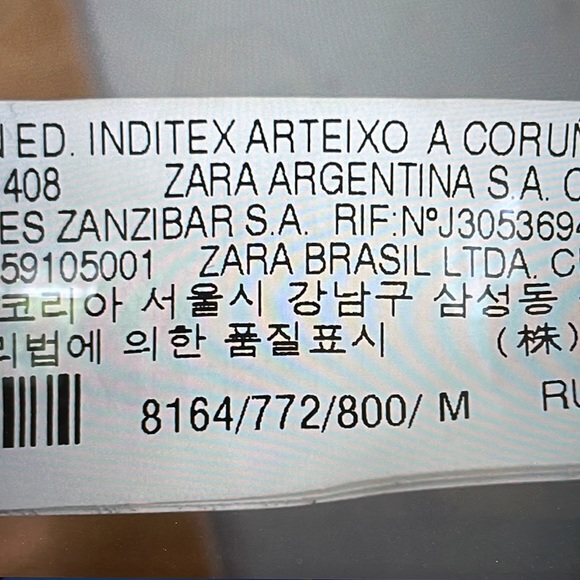 ED. INDITEX ARTEIXO A CORUÑ
408 ZARA ARGENTINA S.A. C
ES ZANZIBAR S.A. RIF:NºJ3053694
59105001 ZARA BRASIL LTDA. C
코리아 서울시 강남구 삼성동
리법에 의한 품질표시 (株)
8164/772/800/ M RU